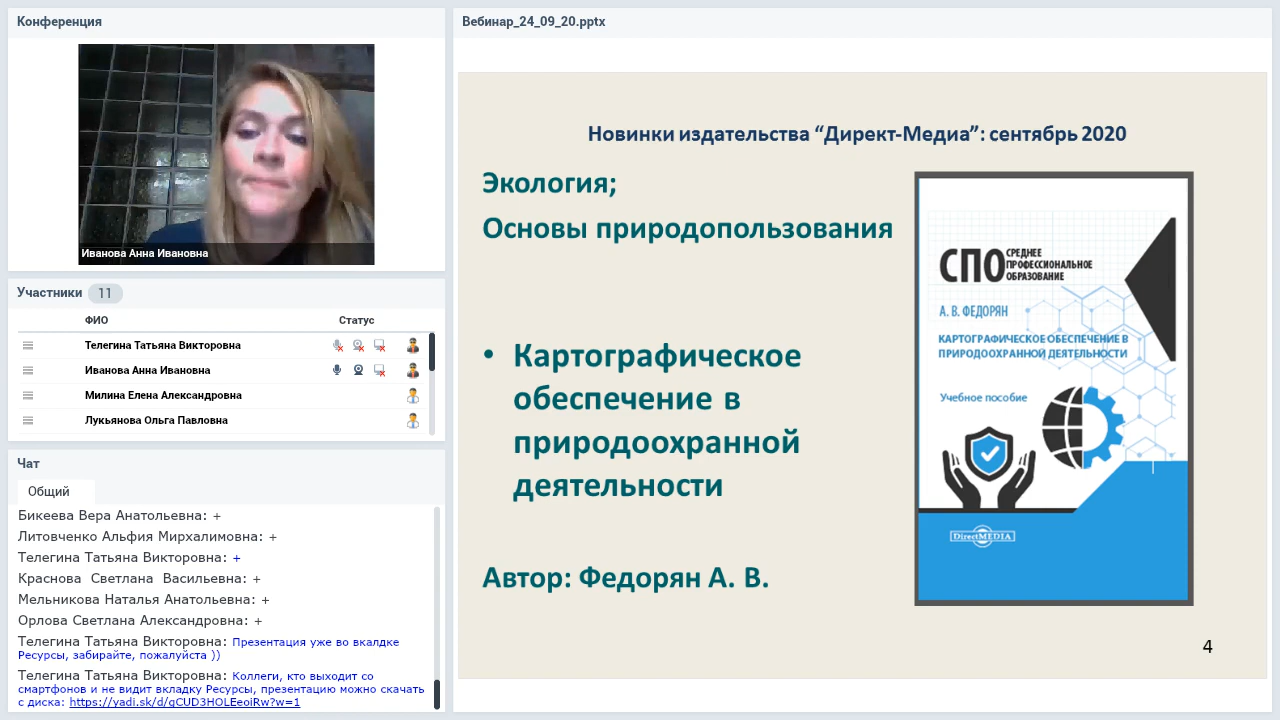 Конференция
Иванова Анна Ивановна
Участники 11
ФИО Статус
Телегина Татьяна Викторовна
Иванова Анна Ивановна
Милина Елена Александровна
Лукьянова Ольга Павловна
Чат
Общий
Бикеева Вера Анатольевна: +
Литовченко Альфия Мирхалимовна: +
Телегина Татьяна Викторовна: +
Краснова Светлана Васильевна: +
Мельникова Наталья Анатольевна: +
Орлова Светлана Александровна: +
Телегина Татьяна Викторовна: Презентация уже во вкалдке
Ресурсы, забирайте, пожалуйста ))
Телегина Татьяна Викторовна: Коллеги, кто выходит со
смартфонов и не видит вкладку Ресурсы, презентацию можно скачать
с диска: https://yadi.sk/d/gCUD3HOLEeoiRw?w=1
Вебинар_24_09_20.pptx
Новинки издательства “Директ-Медиа”: сентябрь 2020
Экология;
Основы природопользования
• Картографическое
обеспечение в
природоохранной
деятельности
Автор: Федорян А. В.
СПО СРЕДНЕЕ
ПРОФЕССИОНАЛЬНОЕ
ОБРАЗОВАНИЕ
А. В. ФЕДОРЯН
КАРТОГРАФИЧЕСКОЕ ОБЕСПЕЧЕНИЕ В
ПРИРОДООХРАННОЙ ДЕЯТЕЛЬНОСТИ
Учебное пособие
DirectMEDIA
4